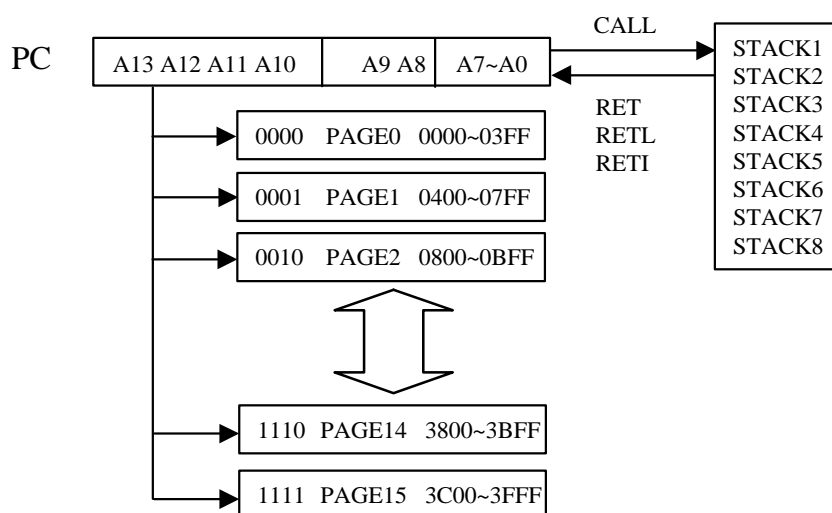 PC
A13 A12 A11 A10
A9 A8
A7~A0
CALL
RET
RETL
RETI
STACK1
STACK2
STACK3
STACK4
STACK5
STACK6
STACK7
STACK8
0000 PAGE0 0000~03FF
0001 PAGE1 0400~07FF
0010 PAGE2 0800~0BFF
1110 PAGE14 3800~3BFF
1111 PAGE15 3C00~3FFF